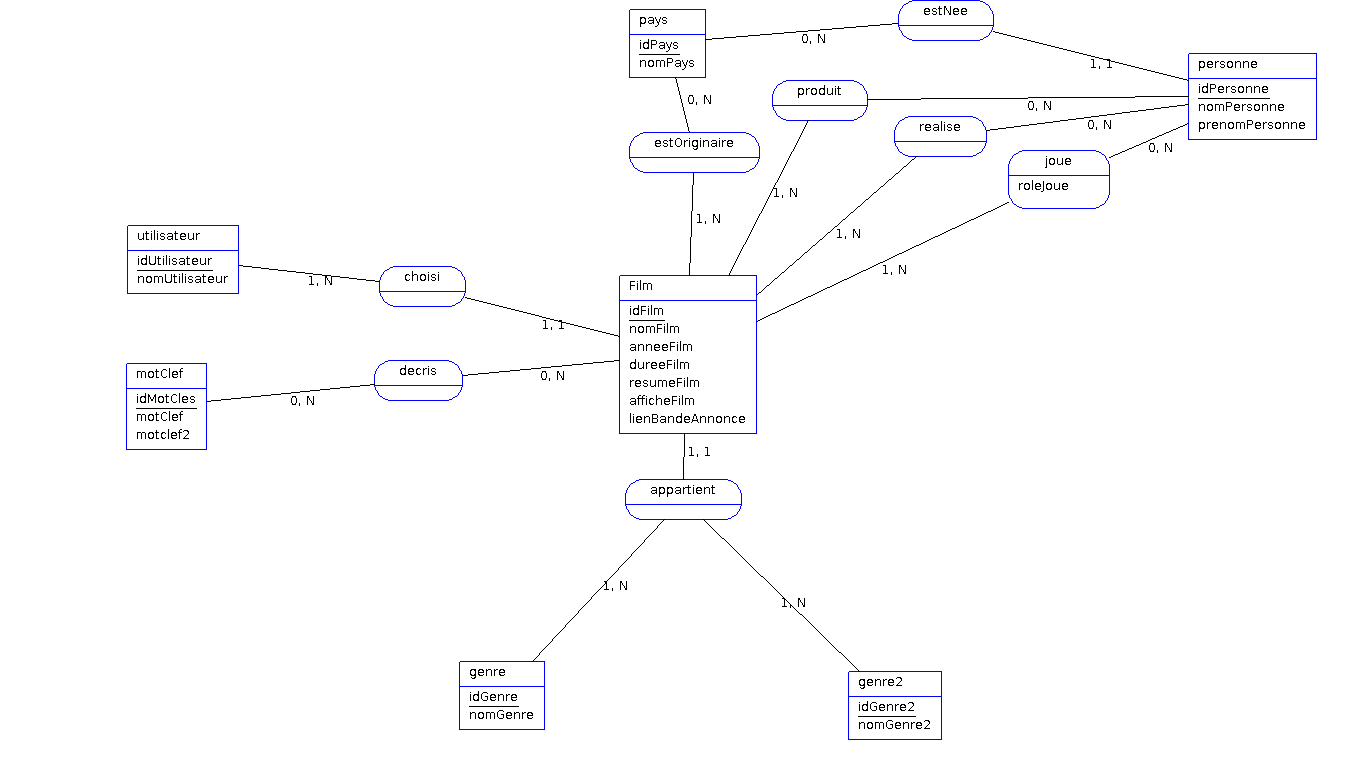 estNee
pays
idPays
nomPays
0, N
1, 1
personne
idPersonne
nomPersonne
prenomPersonne
produit
0, N
0, N
realise
0, N
estOriginaire
joue
roleJoue
0, N
1, N
1, N
1, N
1, N
utilisateur
idUtilisateur
nomUtilisateur
choisi
1, N
1, 1
Film
idFilm
nomFilm
anneeFilm
dureeFilm
resumeFilm
afficheFilm
lienBandeAnnonce
motClef
idMotCles
motClef
motclef2
decris
0, N
0, N
1, 1
appartient
1, N
1, N
genre
idGenre
nomGenre
genre2
idGenre2
nomGenre2